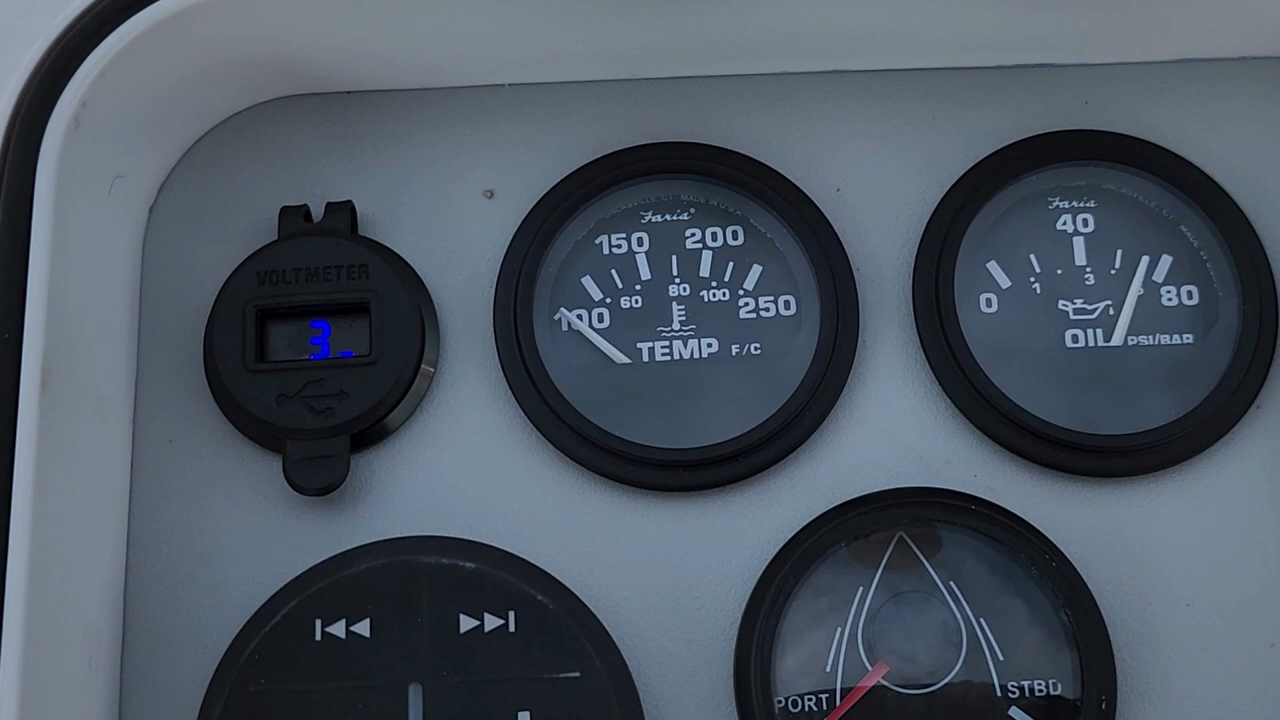 VOLTMETER
3
Faria
150 200
100 60 80 100 250
TEMP F/C
Faria
40
0 1 3 80
OIL PSI/BAR
PORT STBD